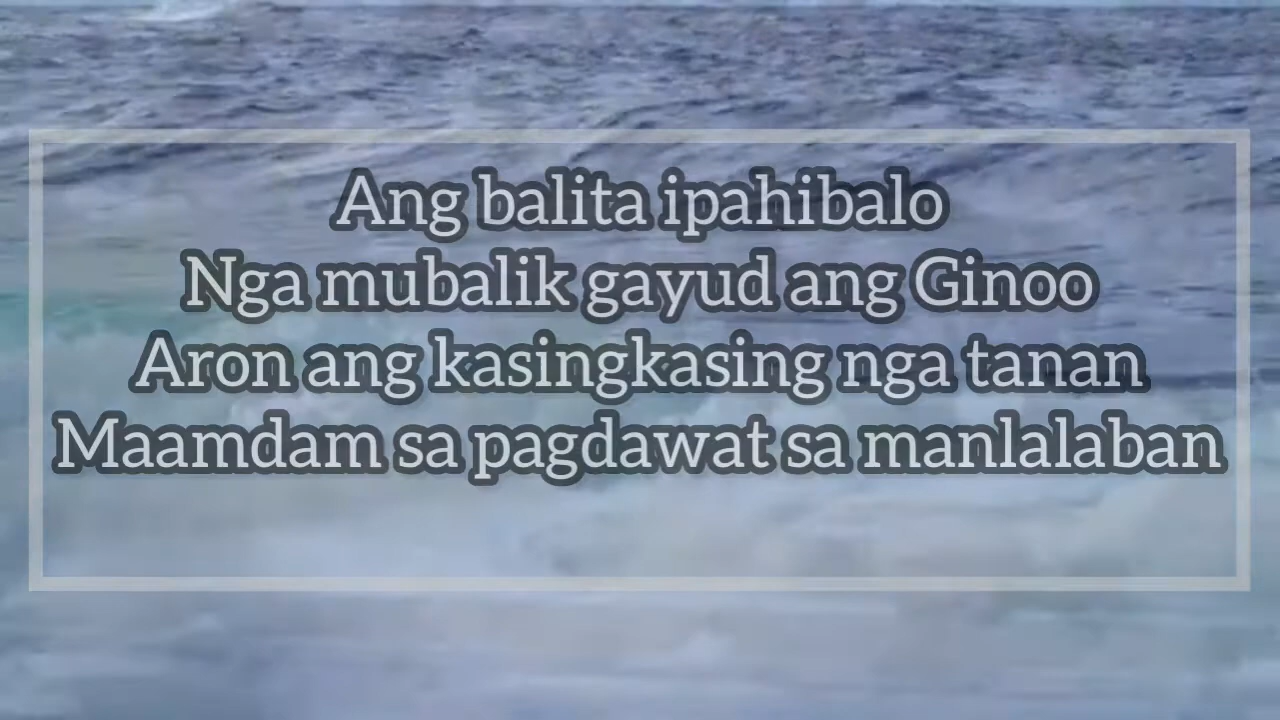 Ang balita ipahibalo
Nga mubalik gayud ang Ginoo
Aron ang kasingkasing nga tanan
Maamdam sa pagdawat sa manlalaban